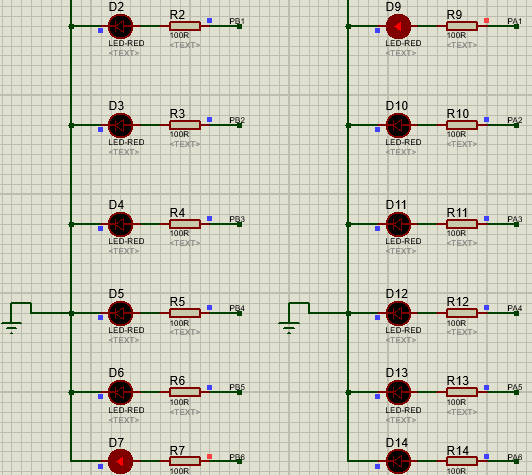 D2 R2 PB1
LED-RED 100R
<TEXT> <TEXT>
D3 R3 PB2
LED-RED 100R
<TEXT> <TEXT>
D4 R4 PB3
LED-RED 100R
<TEXT> <TEXT>
D5 R5 PB4
LED-RED 100R
<TEXT> <TEXT>
D6 R6 PB5
LED-RED 100R
<TEXT> <TEXT>
D7 R7 PB6
100R
D9 R9 PA1
LED-RED 100R
<TEXT> <TEXT>
D10 R10 PA2
LED-RED 100R
<TEXT> <TEXT>
D11 R11 PA3
LED-RED 100R
<TEXT> <TEXT>
D12 R12 PA4
LED-RED 100R
<TEXT> <TEXT>
D13 R13 PA5
LED-RED 100R
<TEXT> <TEXT>
D14 R14 PA6
100R